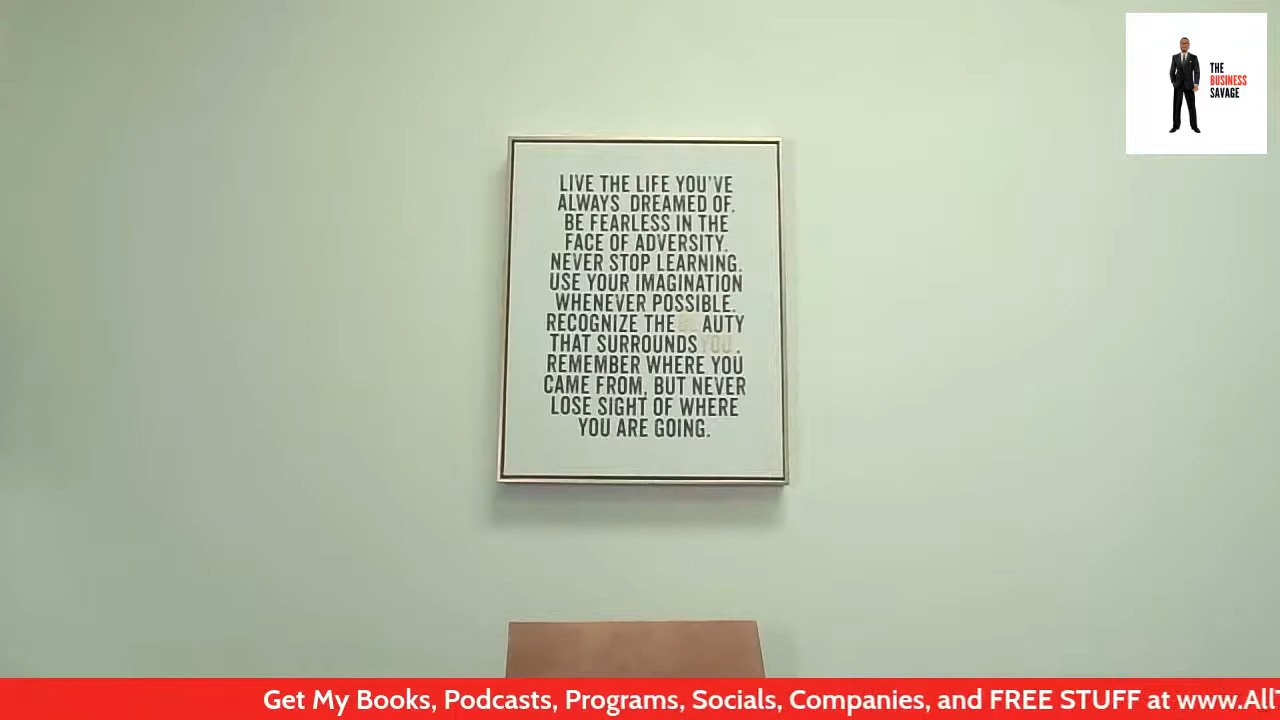 THE
BUSINESS
SAVAGE
LIVE THE LIFE YOU'VE
ALWAYS DREAMED OF.
BE FEARLESS IN THE
FACE OF ADVERSITY.
NEVER STOP LEARNING.
USE YOUR IMAGINATION
WHENEVER POSSIBLE.
RECOGNIZE THE BEAUTY
THAT SURROUNDS YOU.
REMEMBER WHERE YOU
CAME FROM, BUT NEVER
LOSE SIGHT OF WHERE
YOU ARE GOING.
Get My Books, Podcasts, Programs, Socials, Companies, and FREE STUFF at www.All